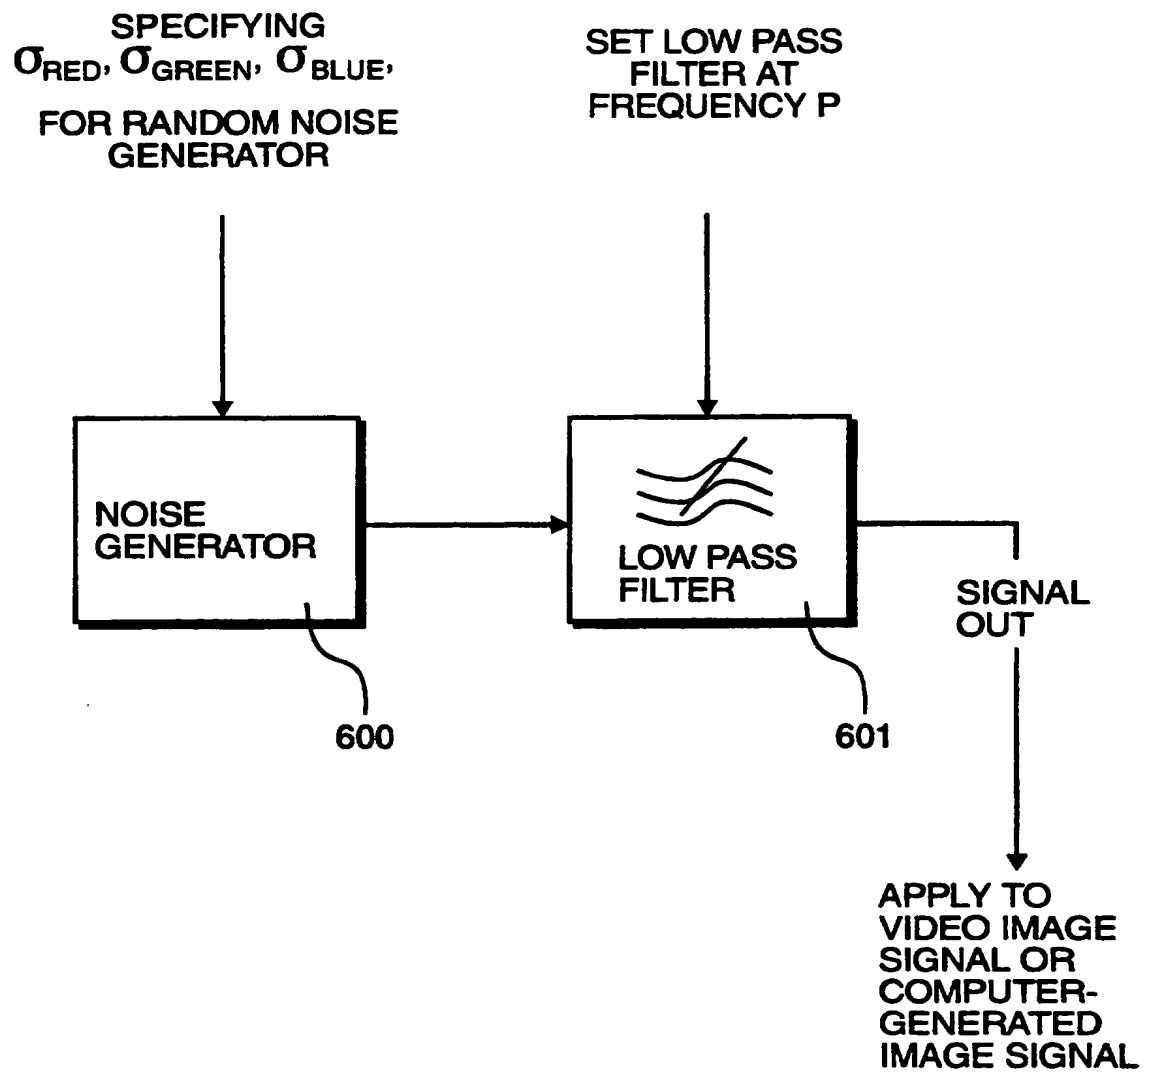 SPECIFYING
σRED, σGREEN, σBLUE,
FOR RANDOM NOISE
GENERATOR
SET LOW PASS
FILTER AT
FREQUENCY P
NOISE
GENERATOR
LOW PASS
FILTER
600
601
SIGNAL
OUT
APPLY TO
VIDEO IMAGE
SIGNAL OR
COMPUTER-
GENERATED
IMAGE SIGNAL